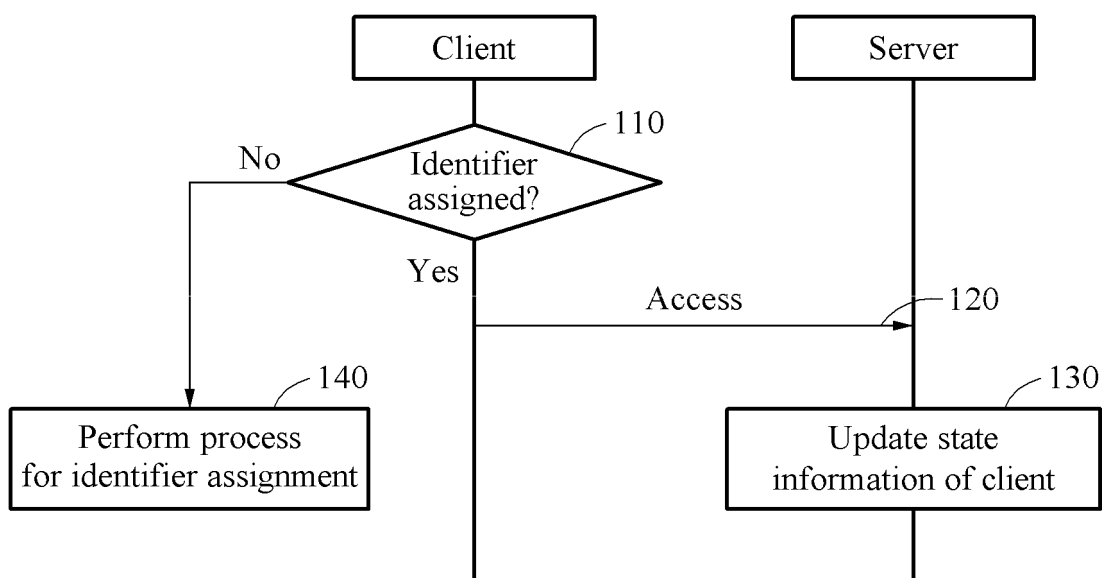 Client
Server
110
No
Identifier
assigned?
Yes
Access
120
140
130
Perform process
for identifier assignment
Update state
information of client